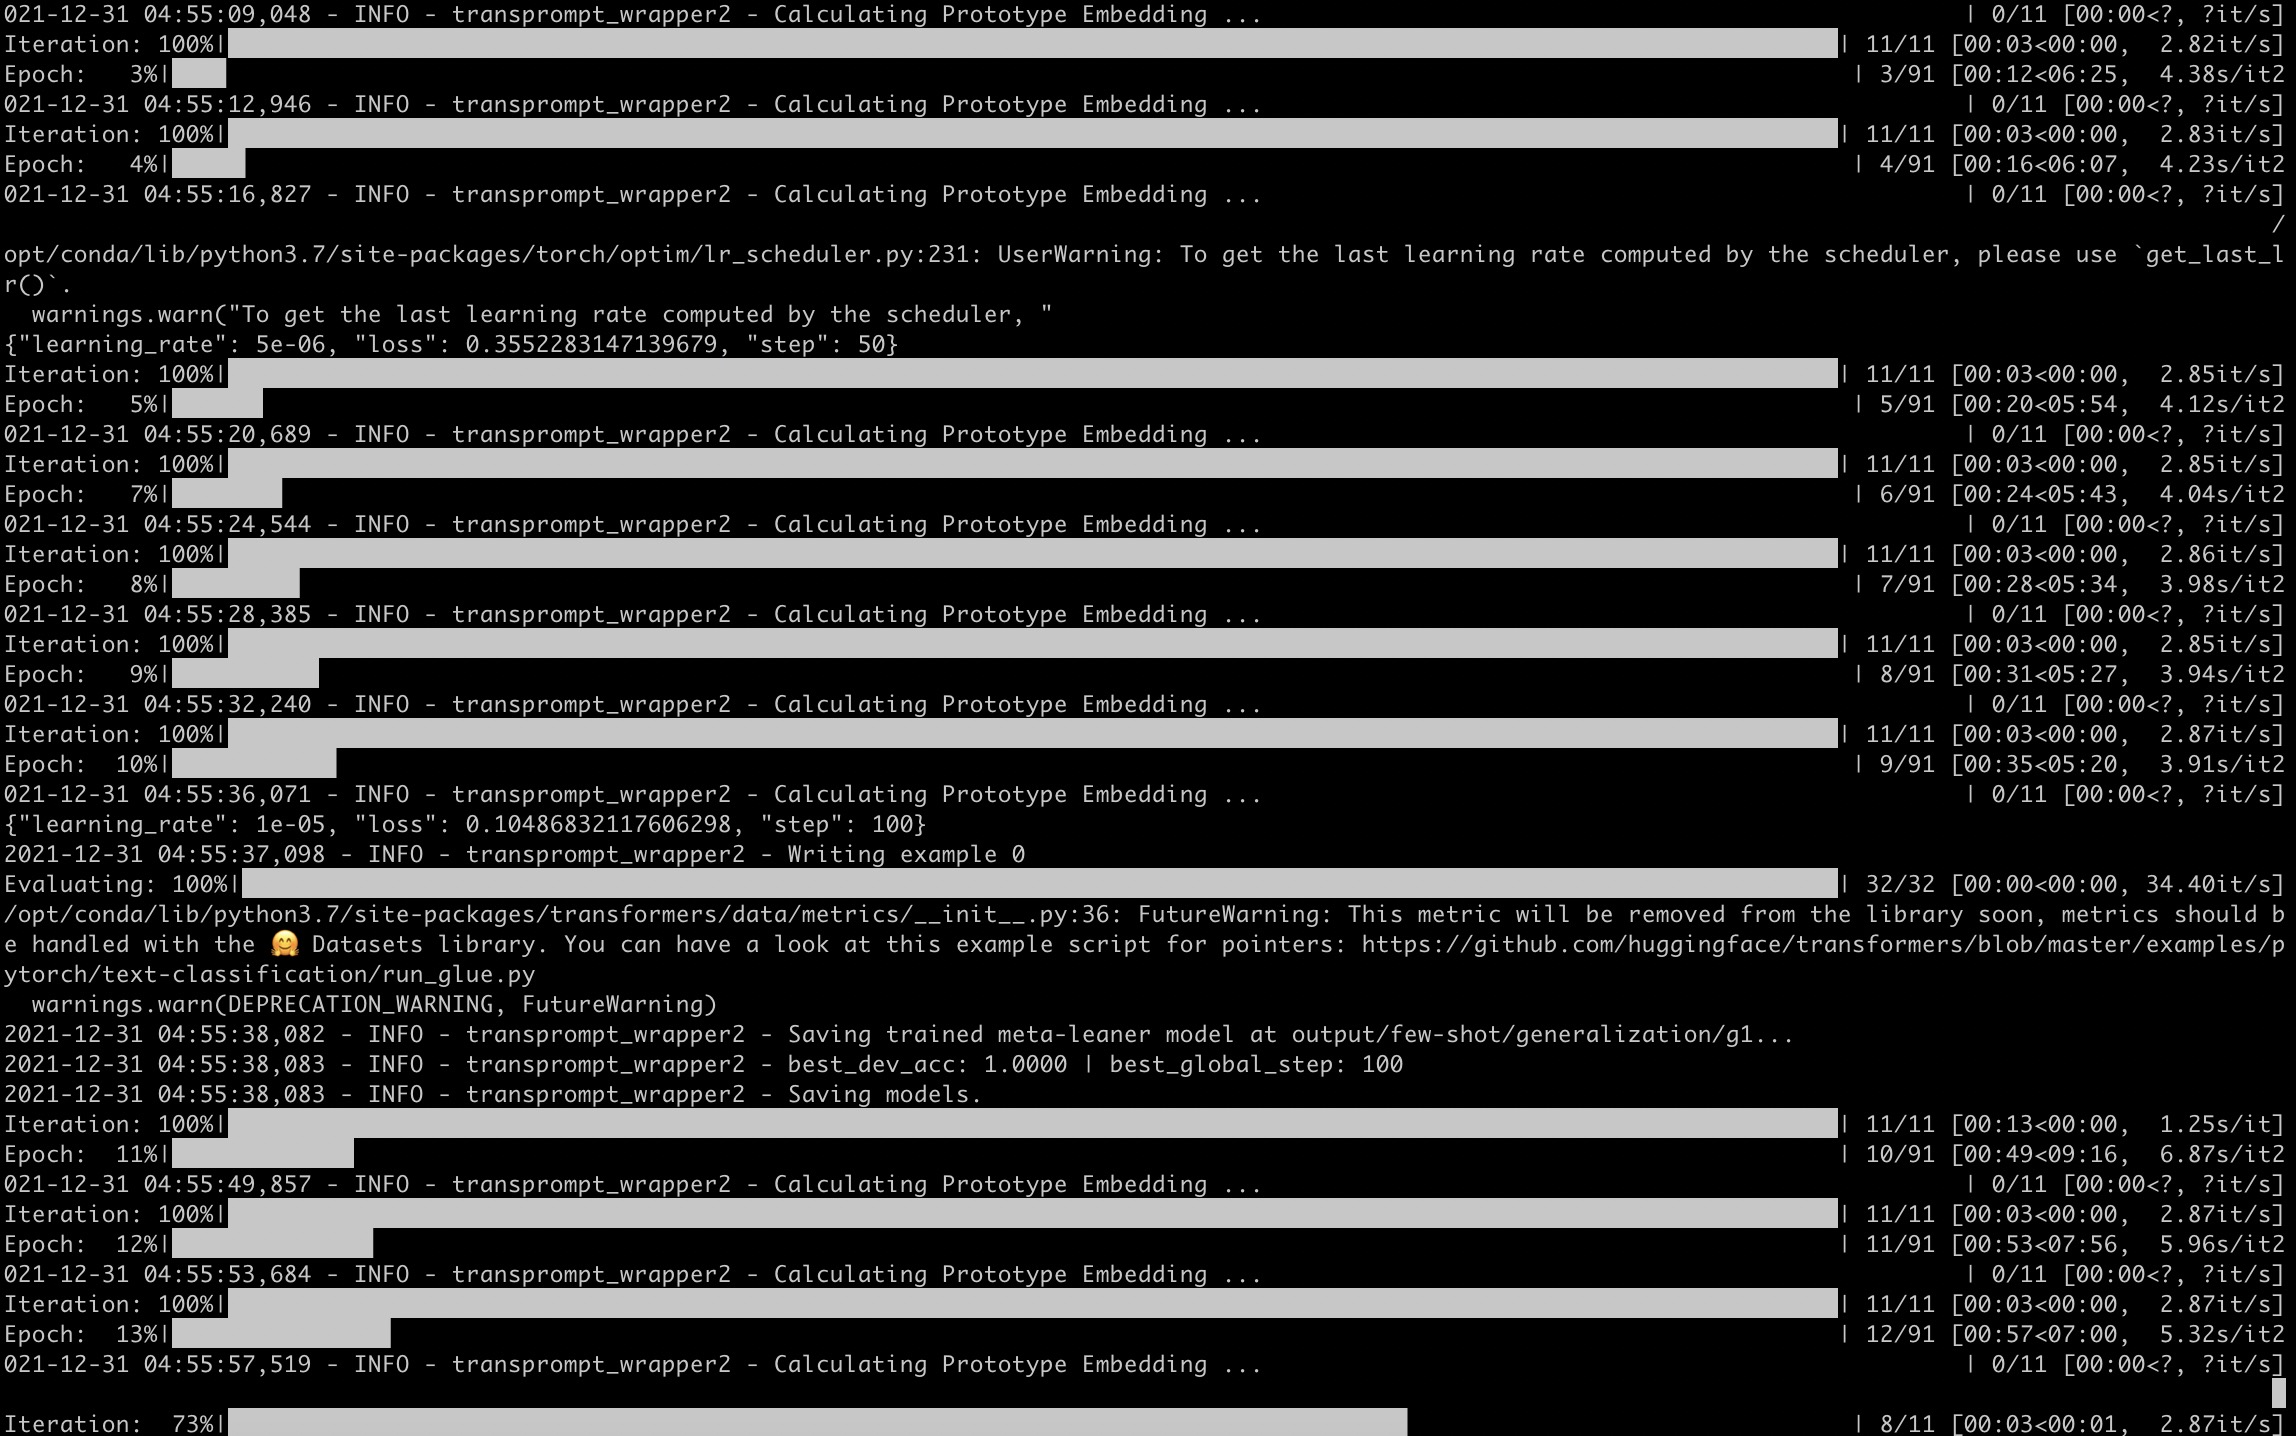 021-12-31 04:55:09,048 - INFO - transprompt_wrapper2 - Calculating Prototype Embedding ... | 0/11 [00:00<?, ?it/s]
Iteration: 100%| | 11/11 [00:03<00:00, 2.82it/s]
Epoch: 3%| | 3/91 [00:12<06:25, 4.38s/it2
021-12-31 04:55:12,946 - INFO - transprompt_wrapper2 - Calculating Prototype Embedding ... | 0/11 [00:00<?, ?it/s]
Iteration: 100%| | 11/11 [00:03<00:00, 2.83it/s]
Epoch: 4%| | 4/91 [00:16<06:07, 4.23s/it2
021-12-31 04:55:16,827 - INFO - transprompt_wrapper2 - Calculating Prototype Embedding ... | 0/11 [00:00<?, ?it/s]
/
opt/conda/lib/python3.7/site-packages/torch/optim/lr_scheduler.py:231: UserWarning: To get the last learning rate computed by the scheduler, please use `get_last_l
r()`.
warnings.warn("To get the last learning rate computed by the scheduler, "
{"learning_rate": 5e-06, "loss": 0.3552283147139679, "step": 50}
Iteration: 100%| | 11/11 [00:03<00:00, 2.85it/s]
Epoch: 5%| | 5/91 [00:20<05:54, 4.12s/it2
021-12-31 04:55:20,689 - INFO - transprompt_wrapper2 - Calculating Prototype Embedding ... | 0/11 [00:00<?, ?it/s]
Iteration: 100%| | 11/11 [00:03<00:00, 2.85it/s]
Epoch: 7%| | 6/91 [00:24<05:43, 4.04s/it2
021-12-31 04:55:24,544 - INFO - transprompt_wrapper2 - Calculating Prototype Embedding ... | 0/11 [00:00<?, ?it/s]
Iteration: 100%| | 11/11 [00:03<00:00, 2.86it/s]
Epoch: 8%| | 7/91 [00:28<05:34, 3.98s/it2
021-12-31 04:55:28,385 - INFO - transprompt_wrapper2 - Calculating Prototype Embedding ... | 0/11 [00:00<?, ?it/s]
Iteration: 100%| | 11/11 [00:03<00:00, 2.85it/s]
Epoch: 9%| | 8/91 [00:31<05:27, 3.94s/it2
021-12-31 04:55:32,240 - INFO - transprompt_wrapper2 - Calculating Prototype Embedding ... | 0/11 [00:00<?, ?it/s]
Iteration: 100%| | 11/11 [00:03<00:00, 2.87it/s]
Epoch: 10%| | 9/91 [00:35<05:20, 3.91s/it2
021-12-31 04:55:36,071 - INFO - transprompt_wrapper2 - Calculating Prototype Embedding ... | 0/11 [00:00<?, ?it/s]
{"learning_rate": 1e-05, "loss": 0.10486832117606298, "step": 100}
2021-12-31 04:55:37,098 - INFO - transprompt_wrapper2 - Writing example 0
Evaluating: 100%| | 32/32 [00:00<00:00, 34.40it/s]
/opt/conda/lib/python3.7/site-packages/transformers/data/metrics/__init__.py:36: FutureWarning: This metric will be removed from the library soon, metrics should b
e handled with the 🤗 Datasets library. You can have a look at this example script for pointers: https://github.com/huggingface/transformers/blob/master/examples/p
ytorch/text-classification/run_glue.py
warnings.warn(DEPRECATION_WARNING, FutureWarning)
2021-12-31 04:55:38,082 - INFO - transprompt_wrapper2 - Saving trained meta-leaner model at output/few-shot/generalization/g1...
2021-12-31 04:55:38,083 - INFO - transprompt_wrapper2 - best_dev_acc: 1.0000 | best_global_step: 100
2021-12-31 04:55:38,083 - INFO - transprompt_wrapper2 - Saving models.
Iteration: 100%| | 11/11 [00:13<00:00, 1.25s/it]
Epoch: 11%| | 10/91 [00:49<09:16, 6.87s/it2
021-12-31 04:55:49,857 - INFO - transprompt_wrapper2 - Calculating Prototype Embedding ... | 0/11 [00:00<?, ?it/s]
Iteration: 100%| | 11/11 [00:03<00:00, 2.87it/s]
Epoch: 12%| | 11/91 [00:53<07:56, 5.96s/it2
021-12-31 04:55:53,684 - INFO - transprompt_wrapper2 - Calculating Prototype Embedding ... | 0/11 [00:00<?, ?it/s]
Iteration: 100%| | 11/11 [00:03<00:00, 2.87it/s]
Epoch: 13%| | 12/91 [00:57<07:00, 5.32s/it2
021-12-31 04:55:57,519 - INFO - transprompt_wrapper2 - Calculating Prototype Embedding ... | 0/11 [00:00<?, ?it/s]
Iteration: 73%| | 8/11 [00:03<00:01, 2.87it/s]